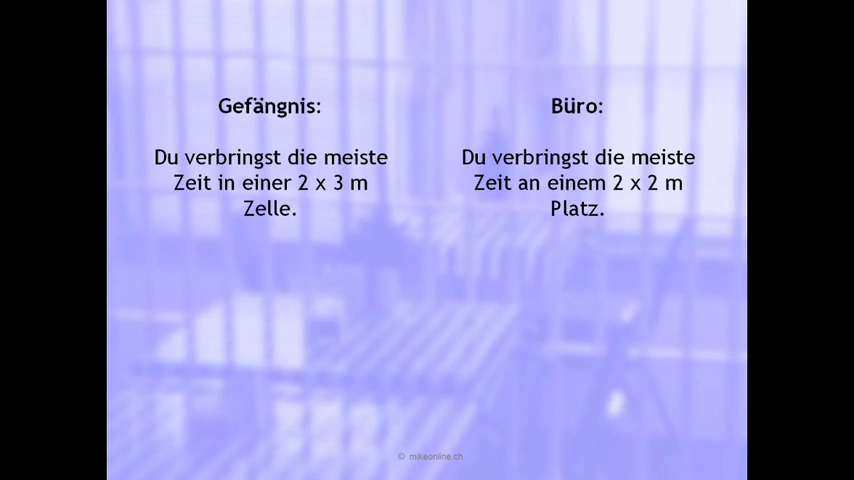 Gefängnis:
Du verbringst die meiste
Zeit in einer 2 x 3 m
Zelle.
Büro:
Du verbringst die meiste
Zeit an einem 2 x 2 m
Platz.
© mikeonline.ch